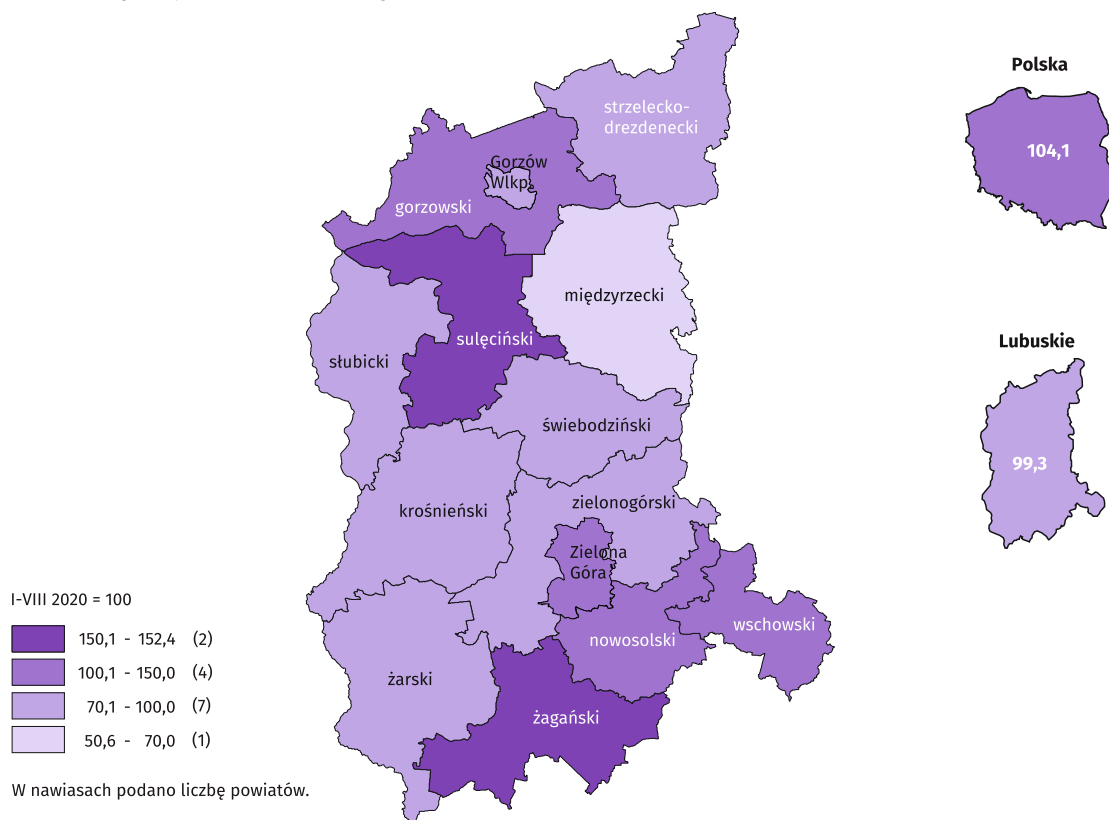 Polska
104,1
strzelecko-
drezdenecki
Gorzów
Wlkp.
gorzowski
międzyrzecki
sulęciński
słubicki
Lubuskie
99,3
świebodziński
krośnieński
zielonogórski
Zielona
Góra
wschowski
nowosolski
żarski
żagański
I-VIII 2020 = 100
150,1 - 152,4 (2)
100,1 - 150,0 (4)
70,1 - 100,0 (7)
50,6 - 70,0 (1)
W nawiasach podano liczbę powiatów.